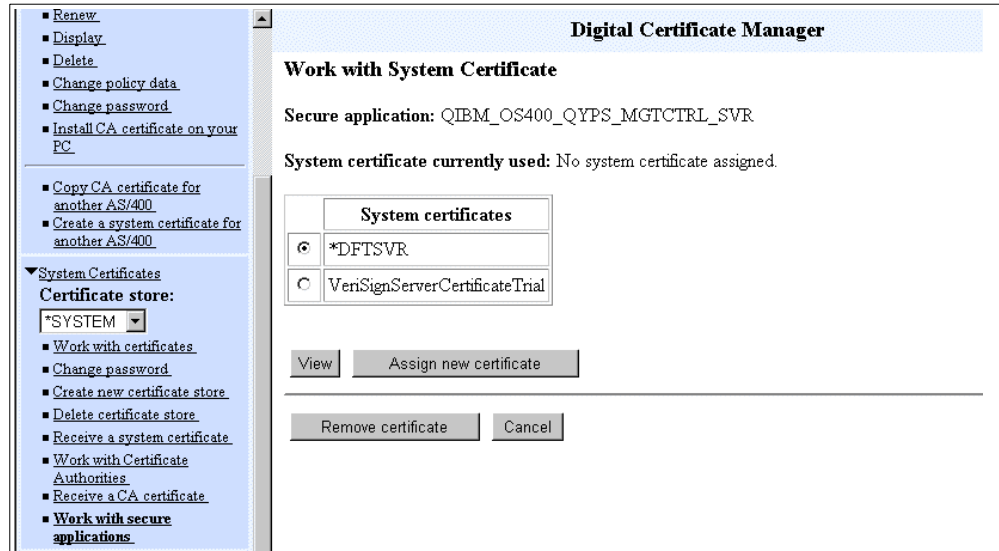 Renew
Display
Delete
Change policy data
Change password
Install CA certificate on your
PC
Copy CA certificate for
another AS/400
Create a system certificate for
another AS/400
System Certificates
Certificate store:
*SYSTEM
Work with certificates
Change password
Create new certificate store
Delete certificate store
Receive a system certificate
Work with Certificate
Authorities
Receive a CA certificate
Work with secure
applications
Digital Certificate Manager
Work with System Certificate
Secure application: QIBM_OS400_QYPS_MGTCTRL_SVR
System certificate currently used: No system certificate assigned.
System certificates
*DFTSVR
VeriSignServerCertificateTrial
View Assign new certificate
Remove certificate Cancel